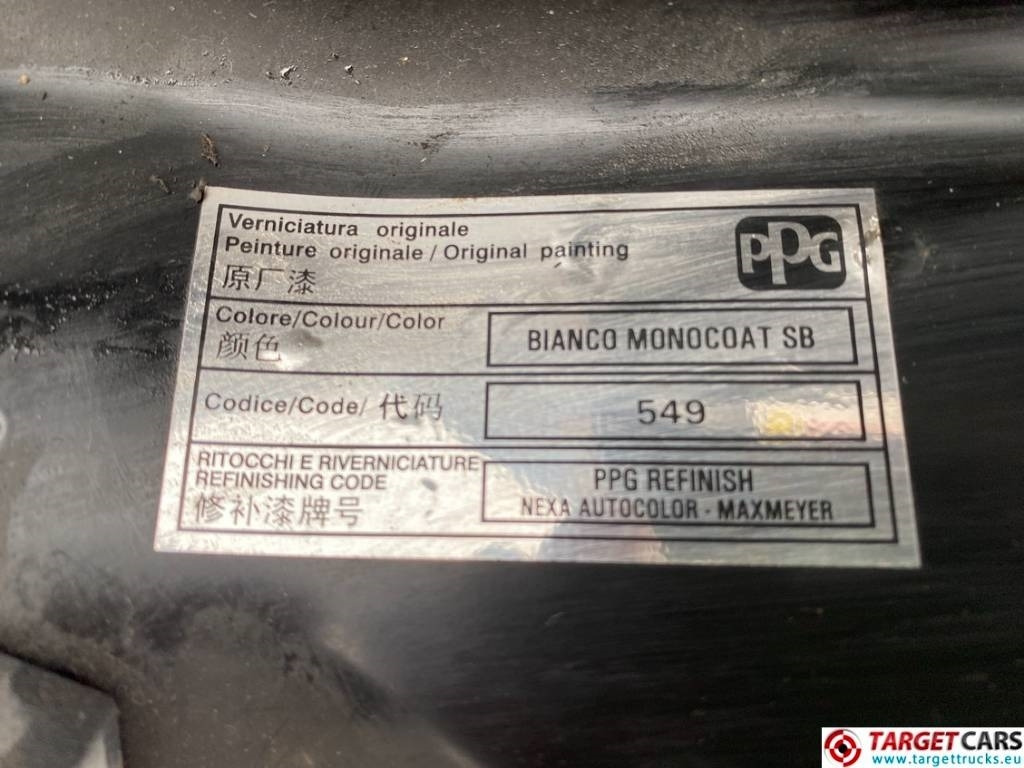 Verniciatura originale
Peinture originale / Original painting
原厂漆
PPG
Colore/Colour/Color
颜色
BIANCO MONOCOAT SB
Codice/Code/ 代码
549
RITOCCHI E RIVERNICIATURE
REFINISHING CODE
修补漆牌号
PPG REFINISH
NEXA AUTOCOLOR - MAXMEYER
TARGETCARS
www.targettrucks.eu